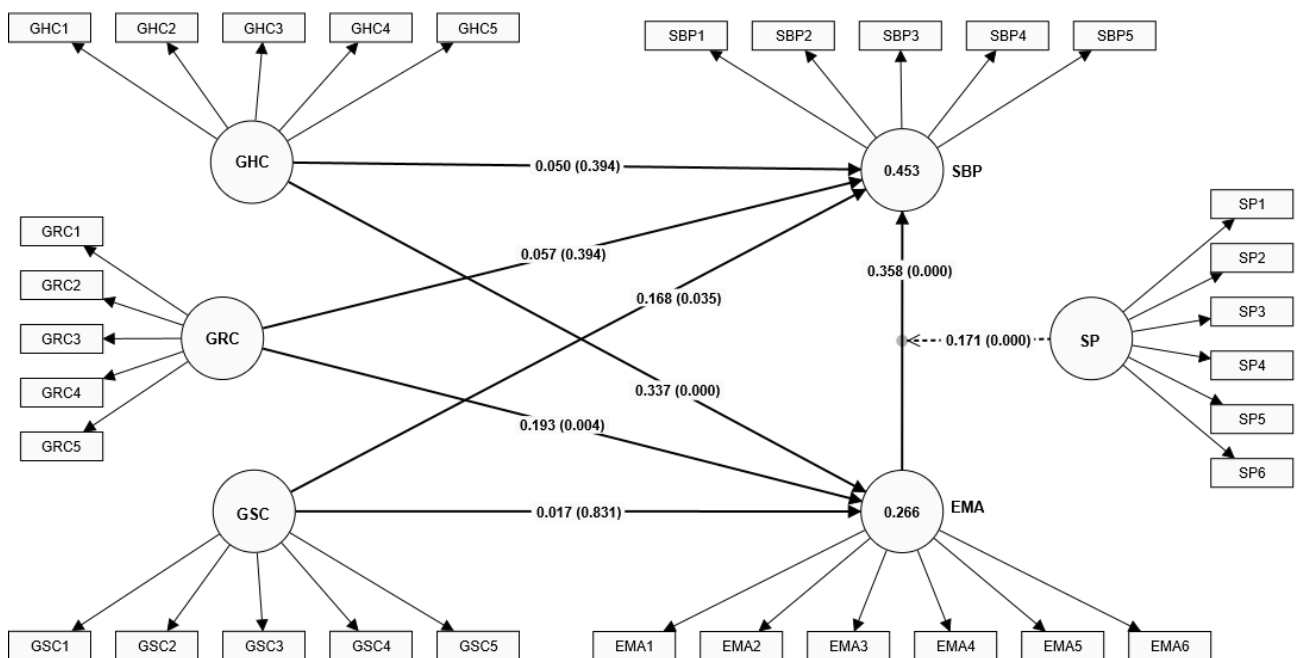 GHC1
GHC2
GHC3
GHC4
GHC5
SBP1
SBP2
SBP3
SBP4
SBP5
GHC
0.050 (0.394)
0.453
SBP
GRC1
GRC2
GRC3
GRC4
GRC5
GRC
0.057 (0.394)
0.168 (0.035)
0.358 (0.000)
0.171 (0.000)
SP
SP1
SP2
SP3
SP4
SP5
SP6
0.337 (0.000)
0.193 (0.004)
GSC
0.017 (0.831)
0.266
EMA
GSC1
GSC2
GSC3
GSC4
GSC5
EMA1
EMA2
EMA3
EMA4
EMA5
EMA6